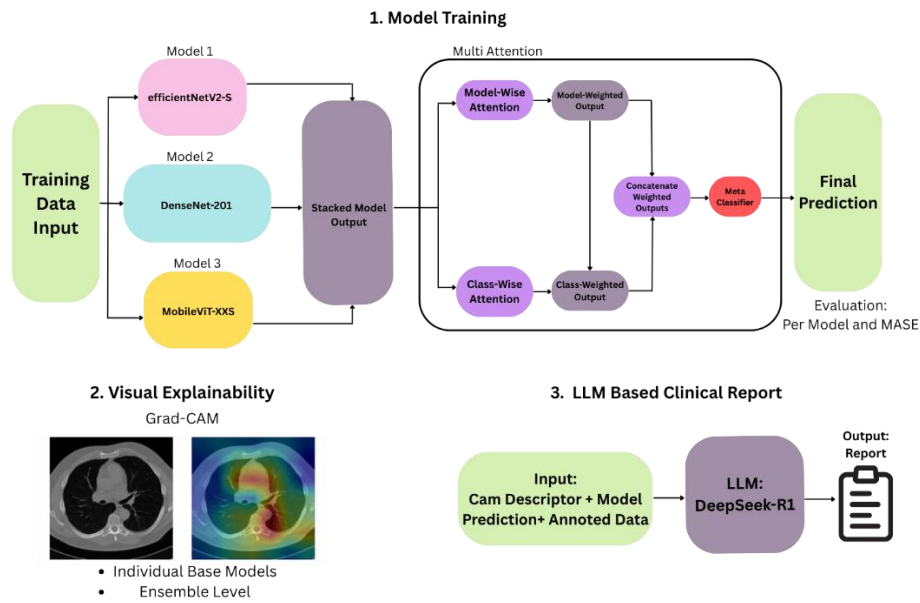 1. Model Training
Model 1
efficientNetV2-S
Model 2
DenseNet-201
Model 3
MobileViT-XXS
Training
Data
Input
Stacked Model
Output
Multi Attention
Model-Wise
Attention
Model-Weighted
Output
Class-Wise
Attention
Class-Weighted
Output
Concatenate
Weighted
Outputs
Meta
Classifier
Final
Prediction
Evaluation:
Per Model and MASE
2. Visual Explainability
Grad-CAM
• Individual Base Models
• Ensemble Level
3. LLM Based Clinical Report
Input:
Cam Descriptor + Model
Prediction+ Annoted Data
LLM:
DeepSeek-R1
Output:
Report